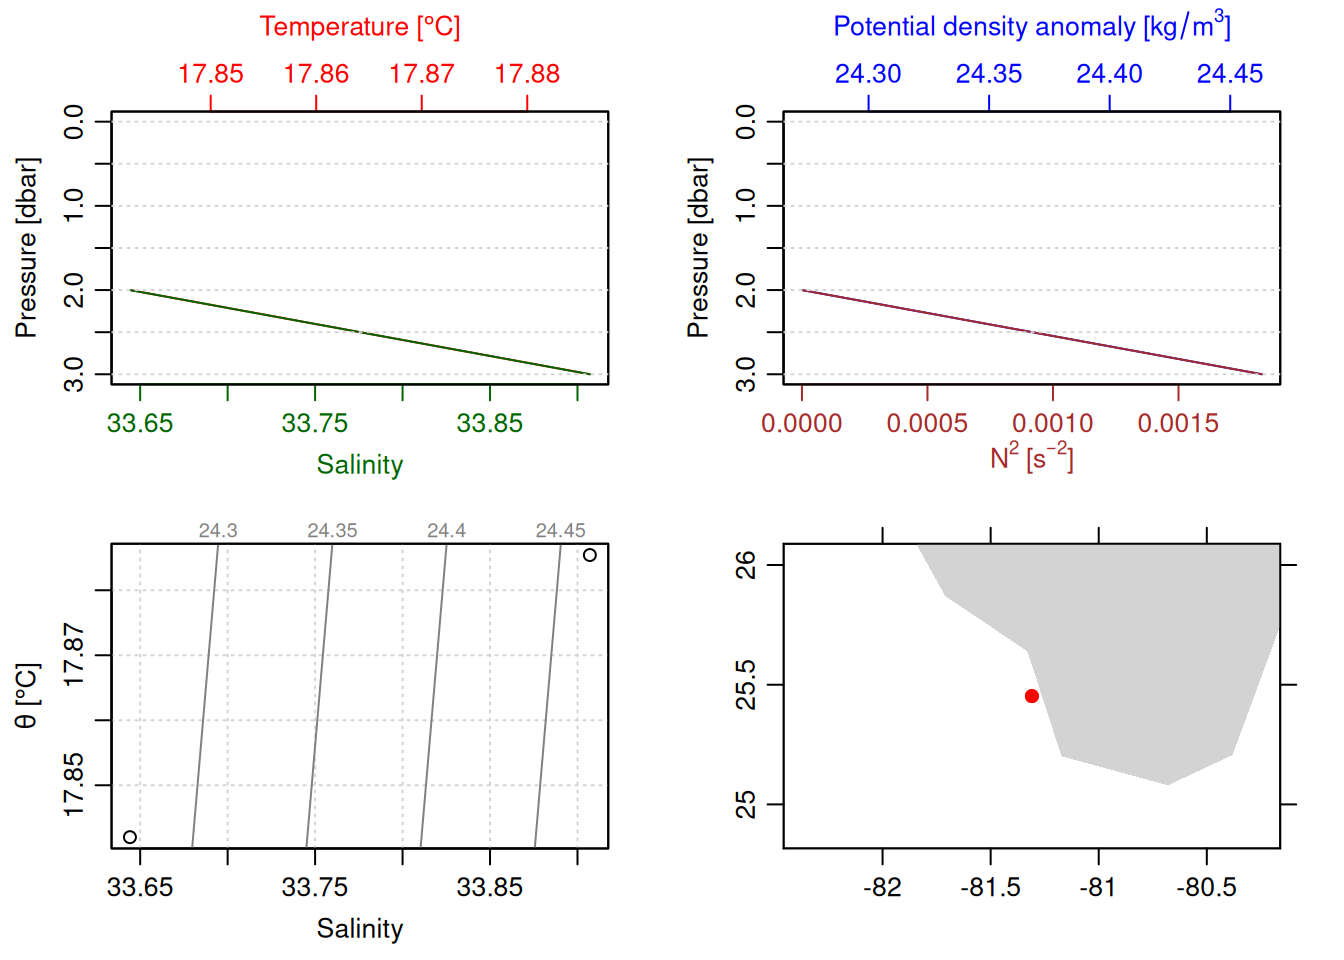 Temperature [°C]
17.85 17.86 17.87 17.88
Pressure [dbar]
0.0
1.0
2.0
3.0
33.65 33.75 33.85
Salinity
Potential density anomaly [kg/m³]
24.30 24.35 24.40 24.45
Pressure [dbar]
0.0
1.0
2.0
3.0
0.0000 0.0005 0.0010 0.0015
N² [s⁻²]
24.3 24.35 24.4 24.45
θ [°C]
17.87
17.85
33.65 33.75 33.85
Salinity
26
25.5
25
-82 -81.5 -81 -80.5